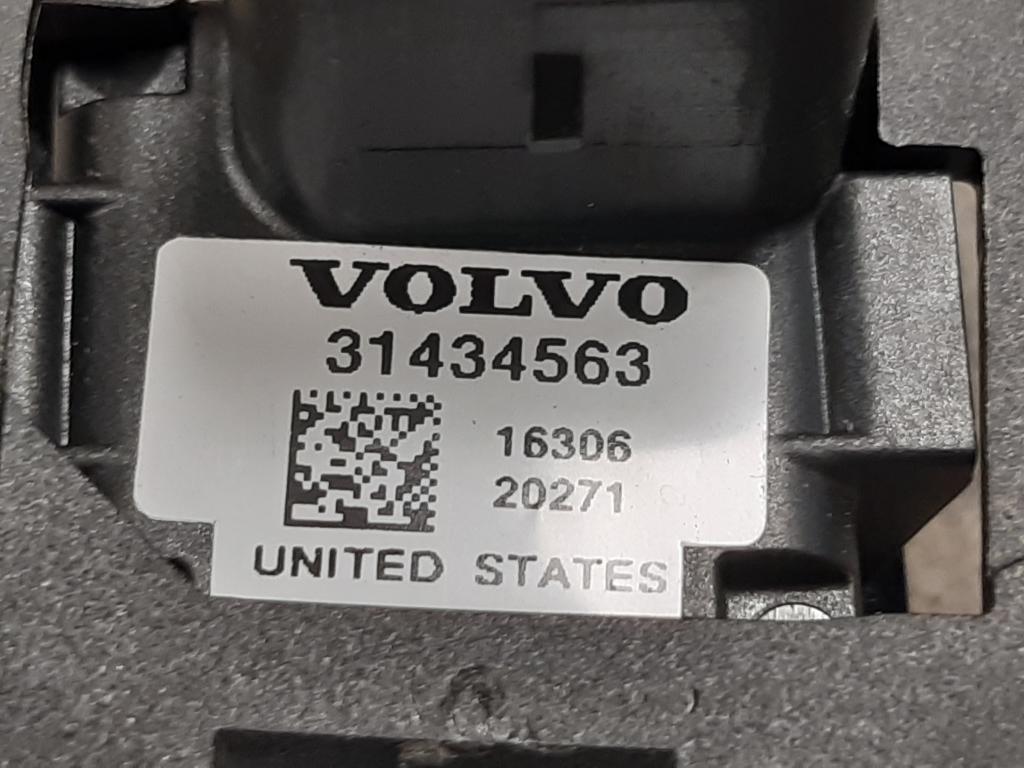 VOLVO
31434563
16306
20271
UNITED STATES